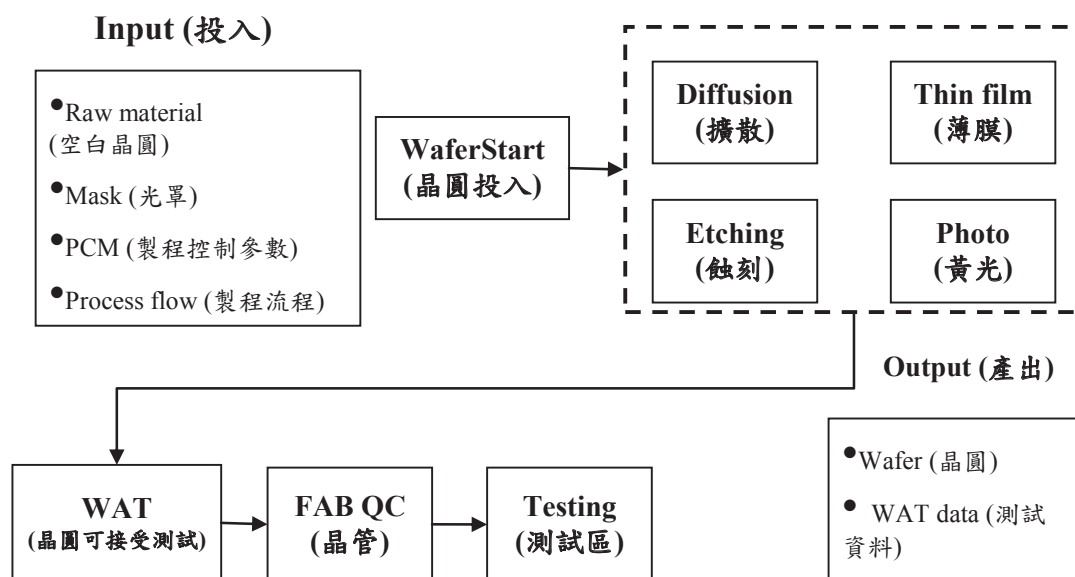 Input (投入)
●Raw material
(空白晶圓)
●Mask (光罩)
●PCM (製程控制參數)
●Process flow (製程流程)
WaferStart
(晶圓投入)
Diffusion
(擴散)
Thin film
(薄膜)
Etching
(蝕刻)
Photo
(黃光)
Output (產出)
●Wafer (晶圓)
● WAT data (測試
資料)
WAT
(晶圓可接受測試)
FAB QC
(品管)
Testing
(測試區)